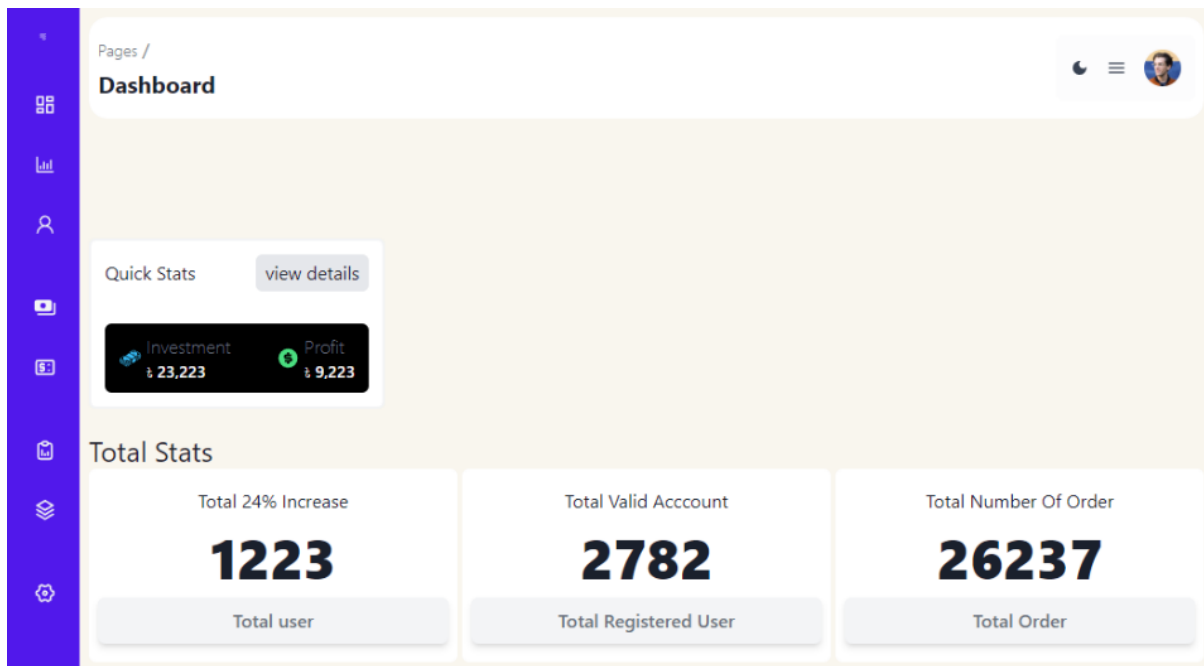 Pages /
Dashboard
Quick Stats
view details
Investment
৳ 23,223
Profit
৳ 9,223
Total Stats
Total 24% Increase
1223
Total user
Total Valid Acccount
2782
Total Registered User
Total Number Of Order
26237
Total Order